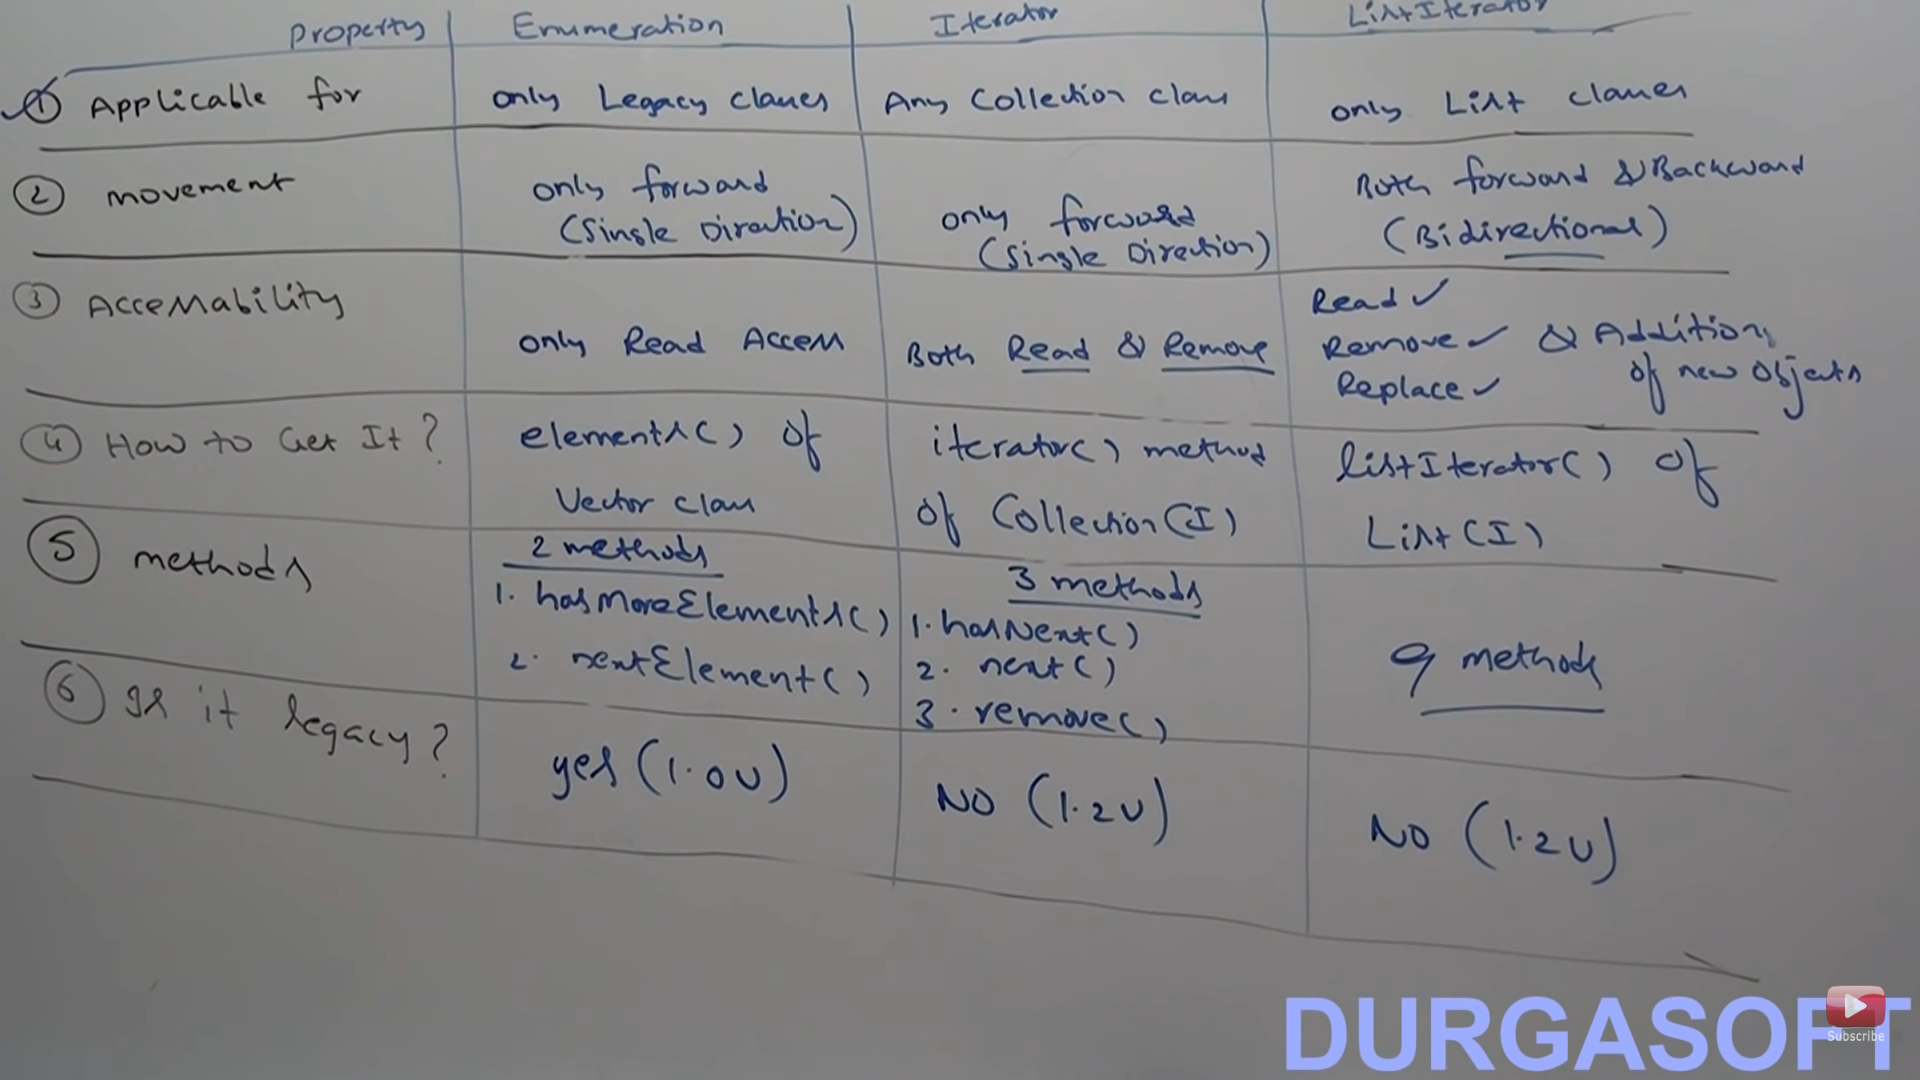 Property Enumeration Iterator ListIterator
① Applicable for only Legacy classes Any Collection class only List classes
② movement only forward (Single Direction) only forward (Single Direction) Both forward & Backward (Bidirectional)
③ Accessability only Read Access Both Read & Remove Read ✓ Remove ✓ Replace ✓ & Addition of new objects
④ How to Get It? elements() of Vector class iterator() method of Collection(I) listIterator() of List(I)
⑤ methods 2 methods 1. hasMoreElements() 2. nextElement() 3 methods 1. hasNext() 2. next() 3. remove() 9 methods
⑥ Is it legacy? yes (1.0v) NO (1.2v) NO (1.2v)
DURGASOFT
Subscribe